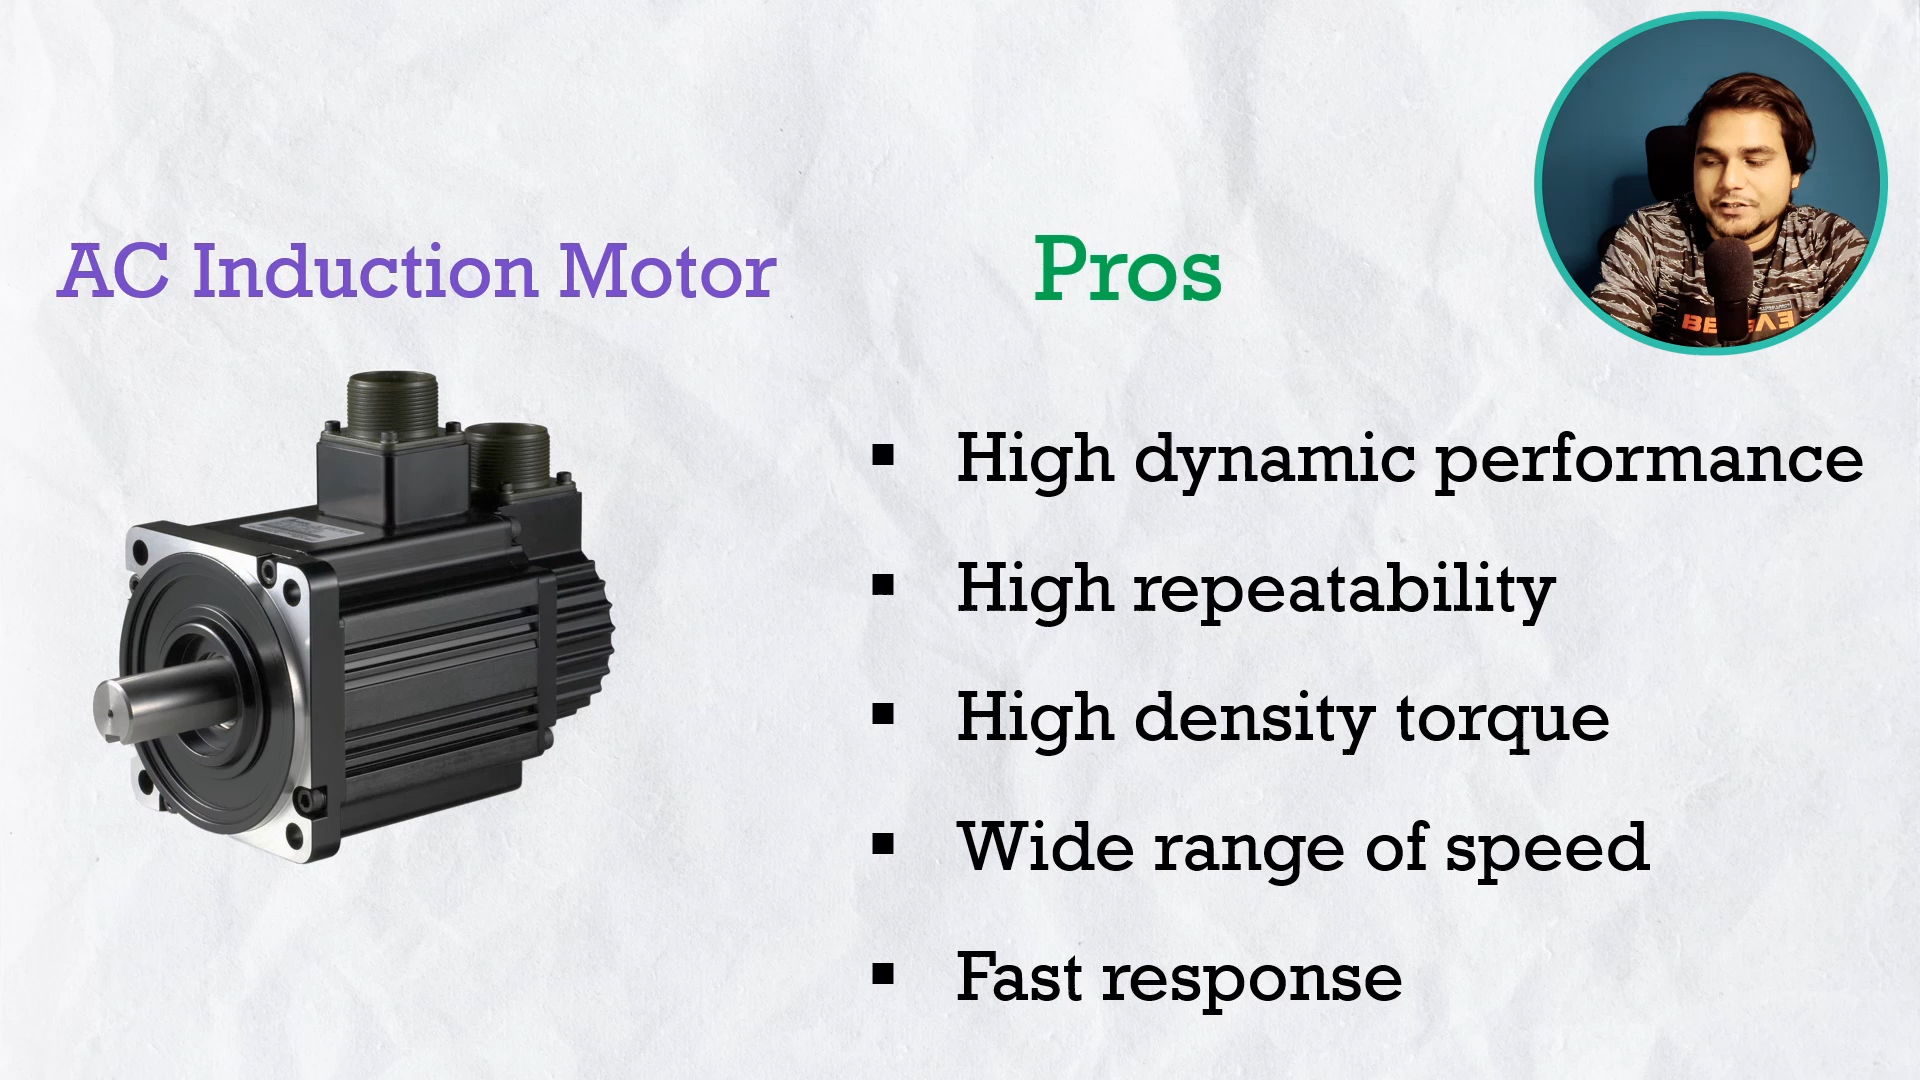 AC Induction Motor
Pros
High dynamic performance
High repeatability
High density torque
Wide range of speed
Fast response